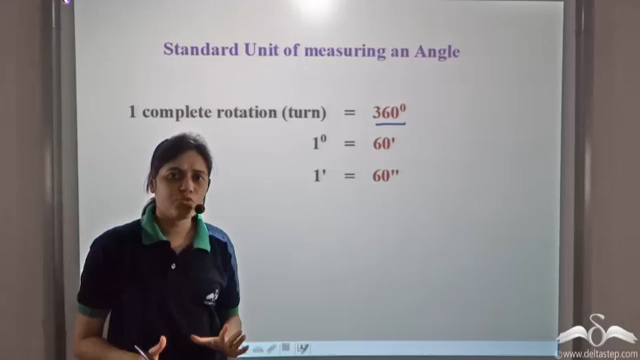 Standard Unit of measuring an Angle
1 complete rotation (turn) = 360⁰
1⁰ = 60'
1' = 60"
©www.deltastep.com